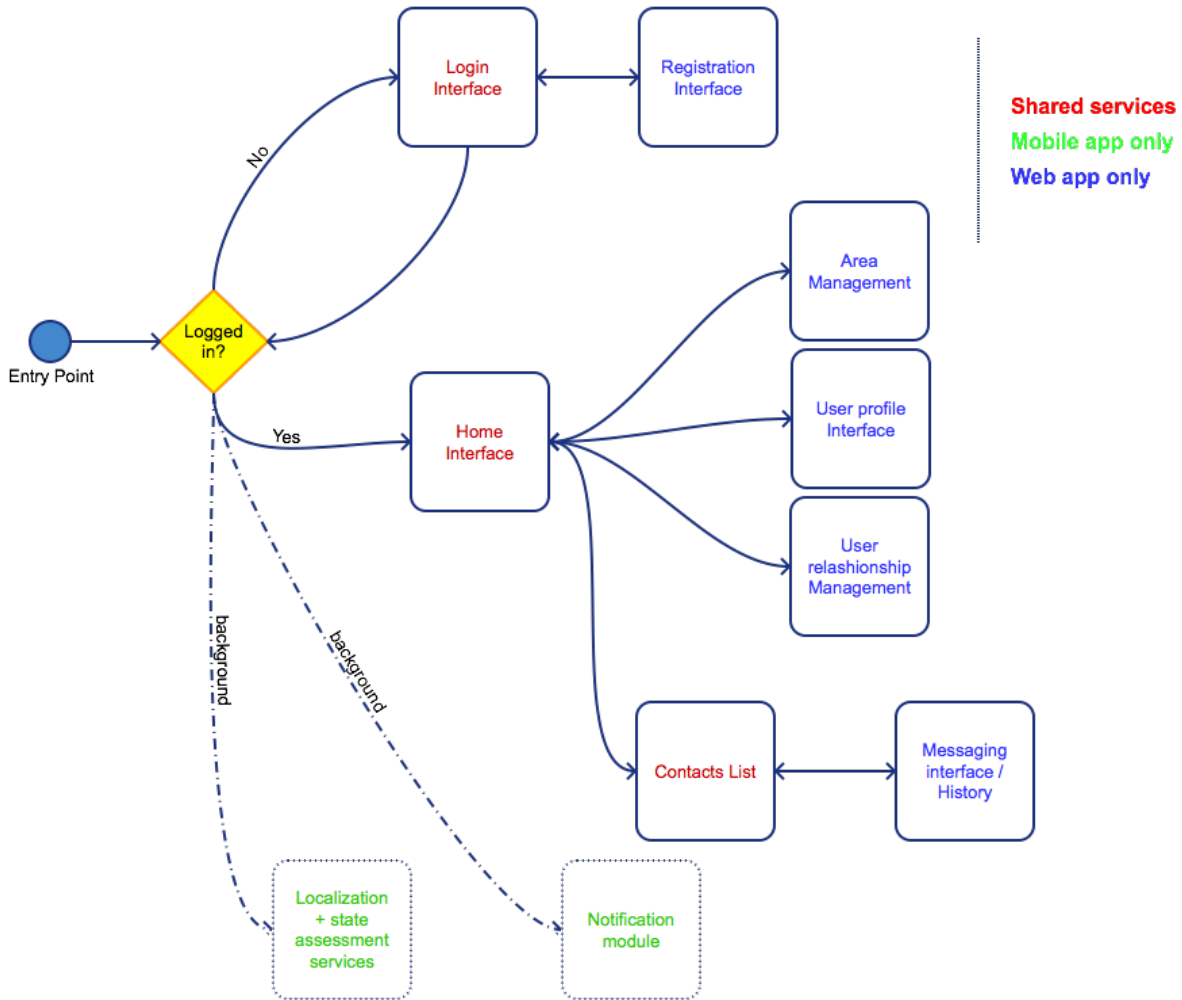 Login
Interface
Registration
Interface
Shared services
Mobile app only
Web app only
No
Area
Management
Logged
in?
Entry Point
User profile
Interface
Yes
Home
Interface
User
relashionship
Management
background
background
Contacts List
Messaging
interface /
History
Localization
+ state
assessment
services
Notification
module